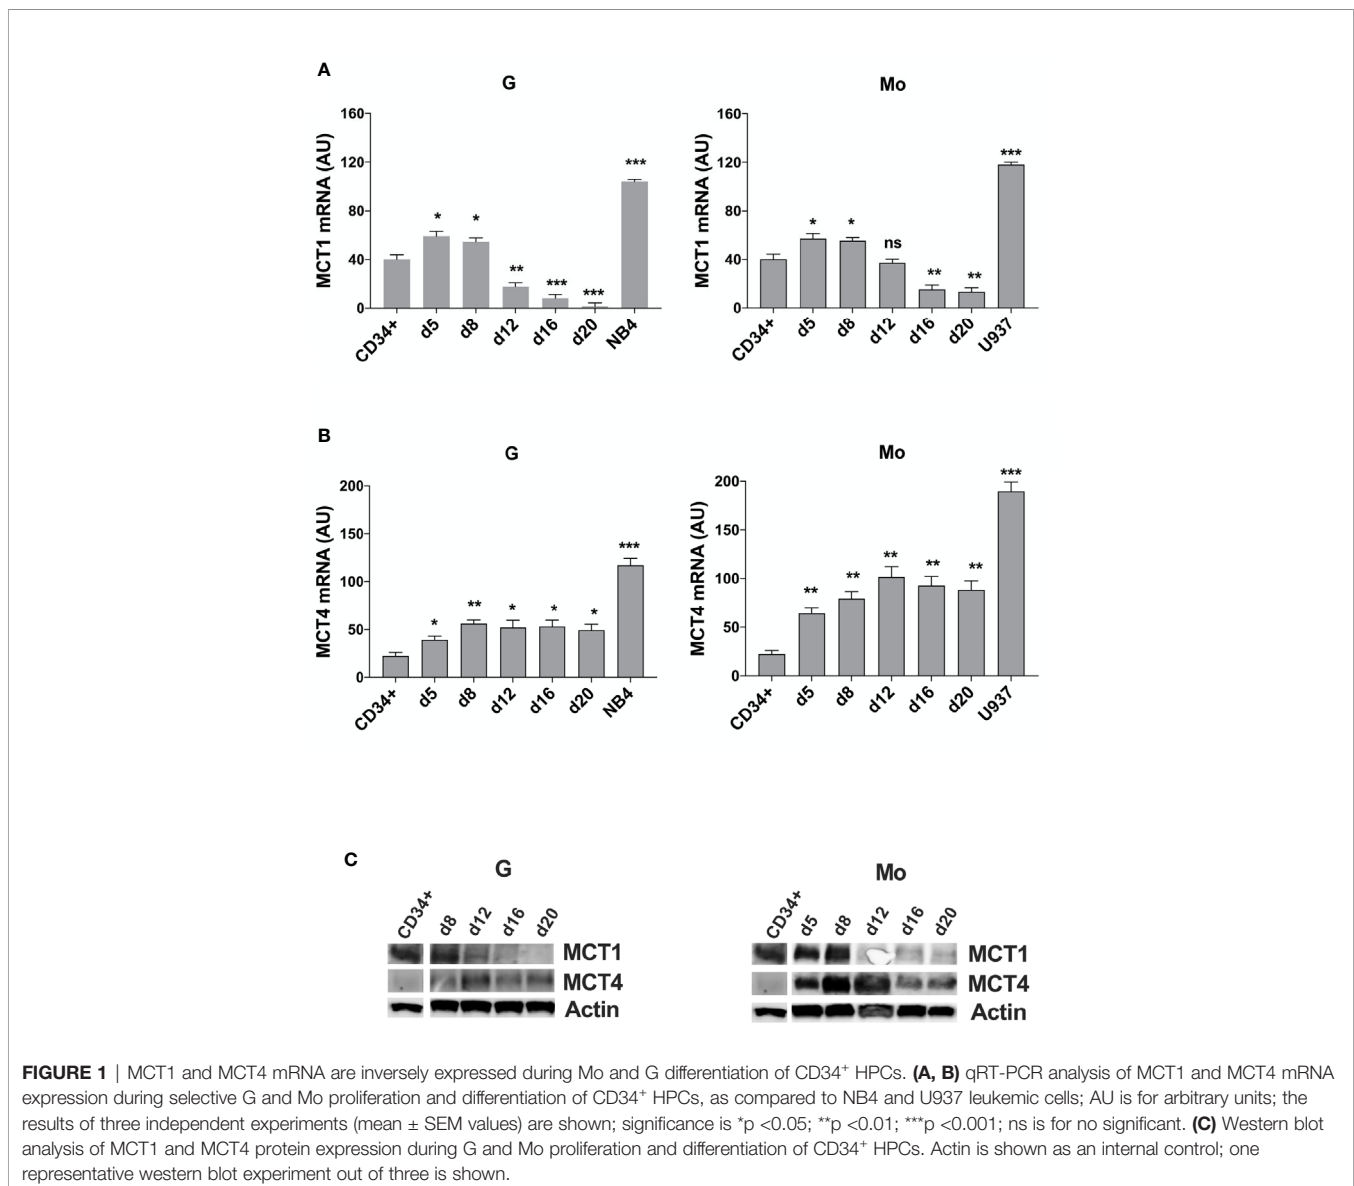 A
G
MCT1 mRNA (AU)
160
120
80
40
0
*
*
**
***
***
***
CD34+ d5 d8 d12 d16 d20 NB4
Mo
MCT1 mRNA (AU)
160
120
80
40
0
*
*
ns
**
**
***
CD34+ d5 d8 d12 d16 d20 U937
B
G
MCT4 mRNA (AU)
200
150
100
50
0
*
**
*
*
*
***
CD34+ d5 d8 d12 d16 d20 NB4
Mo
MCT4 mRNA (AU)
200
150
100
50
0
**
**
**
**
**
***
CD34+ d5 d8 d12 d16 d20 U937
C
G
CD34+ d8 d12 d16 d20
MCT1
MCT4
Actin
Mo
CD34+ d5 d8 d12 d16 d20
MCT1
MCT4
Actin
FIGURE 1 | MCT1 and MCT4 mRNA are inversely expressed during Mo and G differentiation of CD34⁺ HPCs. (A, B) qRT-PCR analysis of MCT1 and MCT4 mRNA
expression during selective G and Mo proliferation and differentiation of CD34⁺ HPCs, as compared to NB4 and U937 leukemic cells; AU is for arbitrary units; the
results of three independent experiments (mean ± SEM values) are shown; significance is *p <0.05; **p <0.01; ***p <0.001; ns is for no significant. (C) Western blot
analysis of MCT1 and MCT4 protein expression during G and Mo proliferation and differentiation of CD34⁺ HPCs. Actin is shown as an internal control; one
representative western blot experiment out of three is shown.